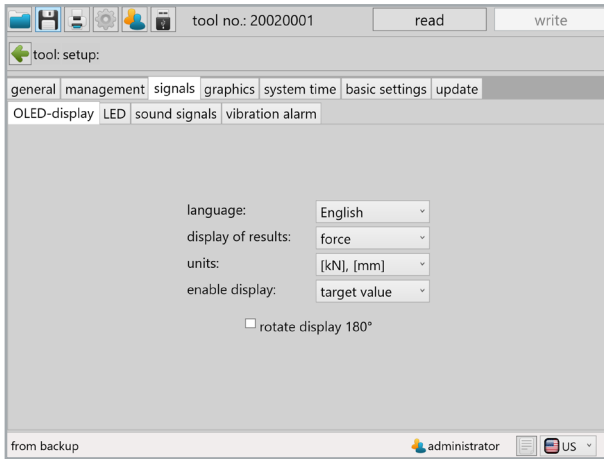 tool no.: 20020001 read write
tool: setup:
general management signals graphics system time basic settings update
OLED-display LED sound signals vibration alarm
language: English
display of results: force
units: [kN], [mm]
enable display: target value
rotate display 180°
from backup administrator US